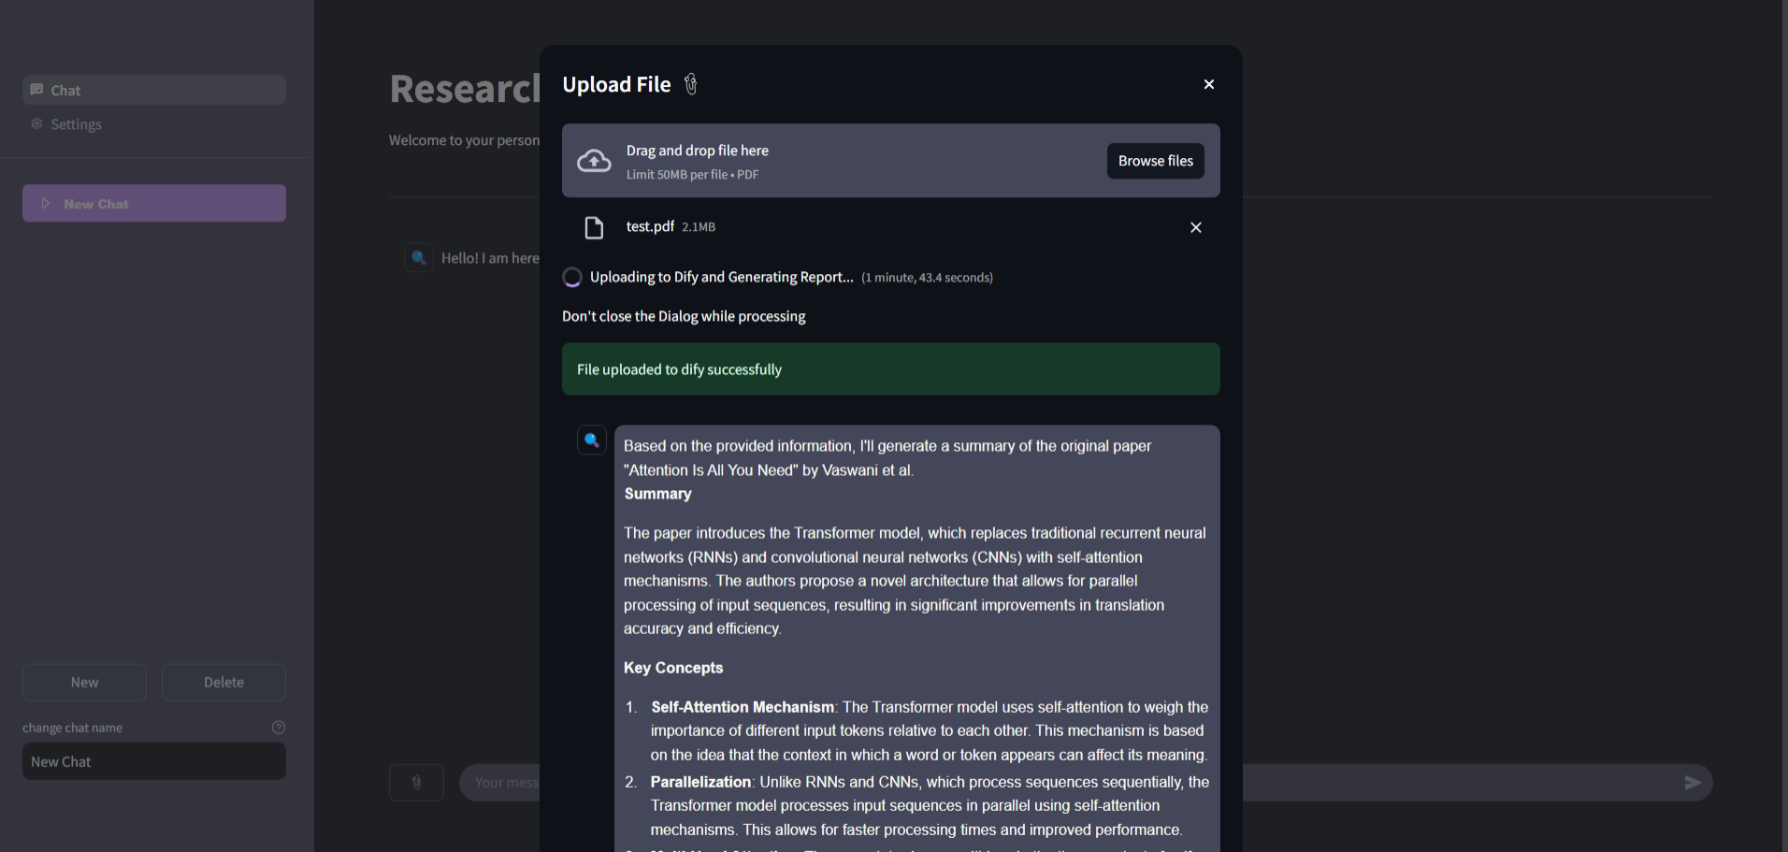 Chat
Settings
New Chat
New
Delete
change chat name
New Chat
Research
Welcome to your person
Hello! I am here
Your mess
Upload File
Drag and drop file here
Limit 50MB per file • PDF
Browse files
test.pdf 2.1MB
Uploading to Dify and Generating Report... (1 minute, 43.4 seconds)
Don't close the Dialog while processing
File uploaded to dify successfully
Based on the provided information, I'll generate a summary of the original paper
"Attention Is All You Need" by Vaswani et al.
Summary
The paper introduces the Transformer model, which replaces traditional recurrent neural
networks (RNNs) and convolutional neural networks (CNNs) with self-attention
mechanisms. The authors propose a novel architecture that allows for parallel
processing of input sequences, resulting in significant improvements in translation
accuracy and efficiency.
Key Concepts
1. Self-Attention Mechanism: The Transformer model uses self-attention to weigh the
importance of different input tokens relative to each other. This mechanism is based
on the idea that the context in which a word or token appears can affect its meaning.
2. Parallelization: Unlike RNNs and CNNs, which process sequences sequentially, the
Transformer model processes input sequences in parallel using self-attention
mechanisms. This allows for faster processing times and improved performance.